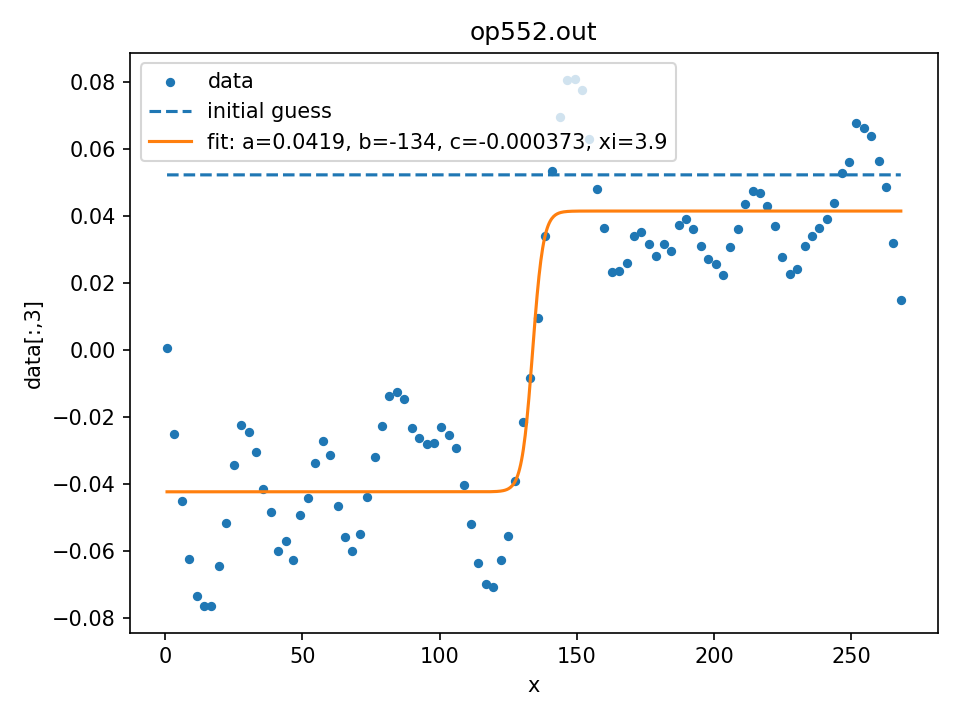 op552.out
data
initial guess
fit: a=0.0419, b=-134, c=-0.000373, xi=3.9
0.08
0.06
0.04
0.02
0.00
−0.02
−0.04
−0.06
−0.08
data[:,3]
0 50 100 150 200 250
x